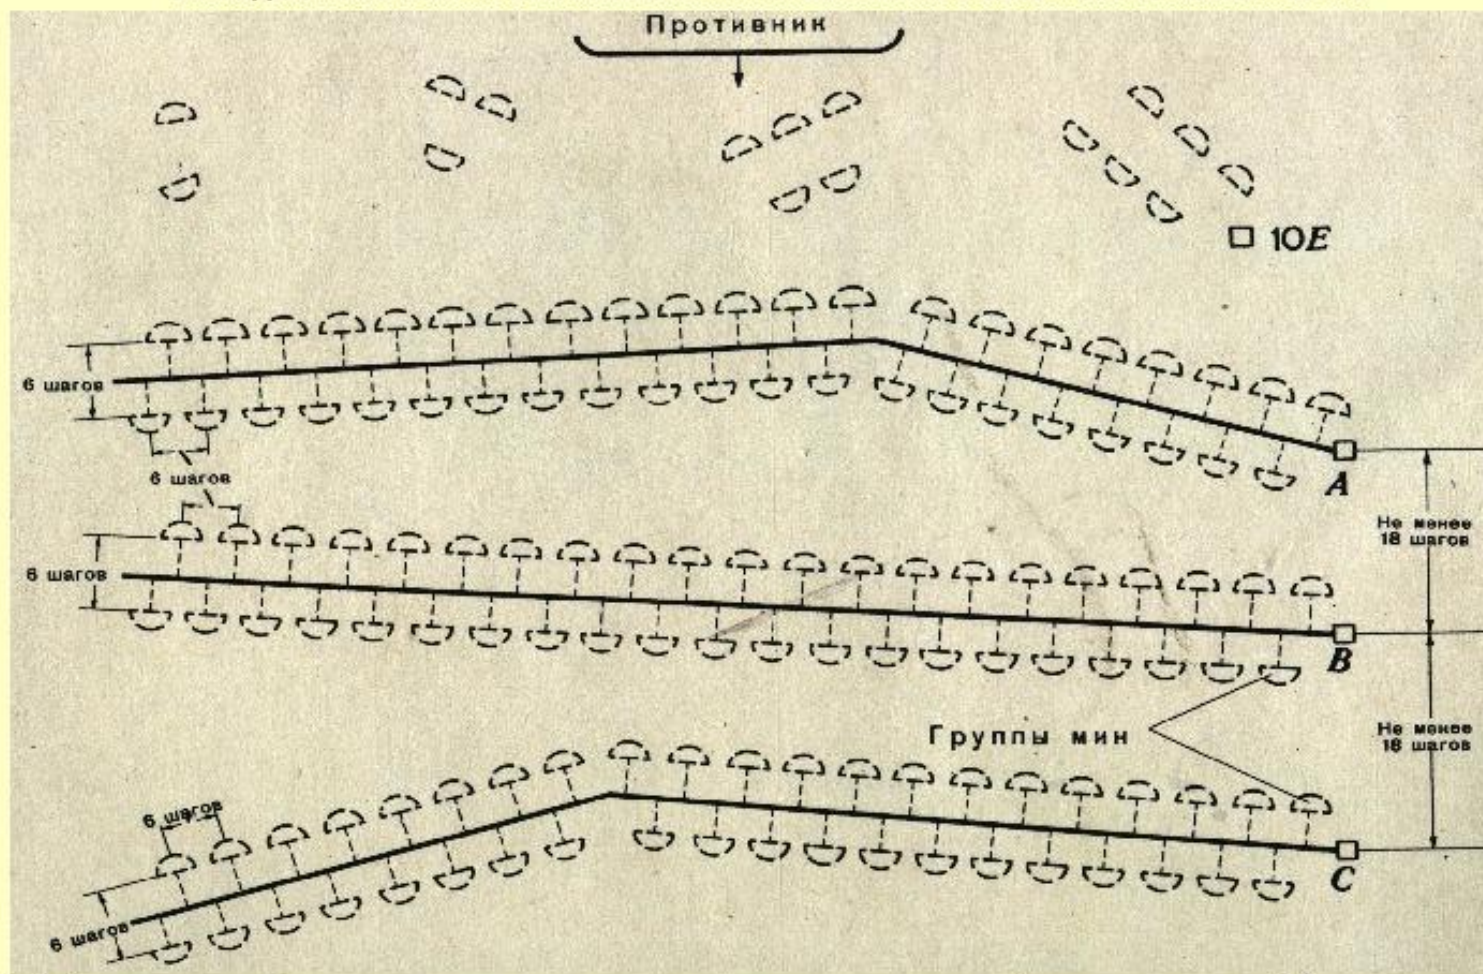 Противник
10E
6 шагов
6 шагов
A
Не менее
18 шагов
6 шагов
B
Группы мин
Не менее
18 шагов
6 шагов
C
6 шагов